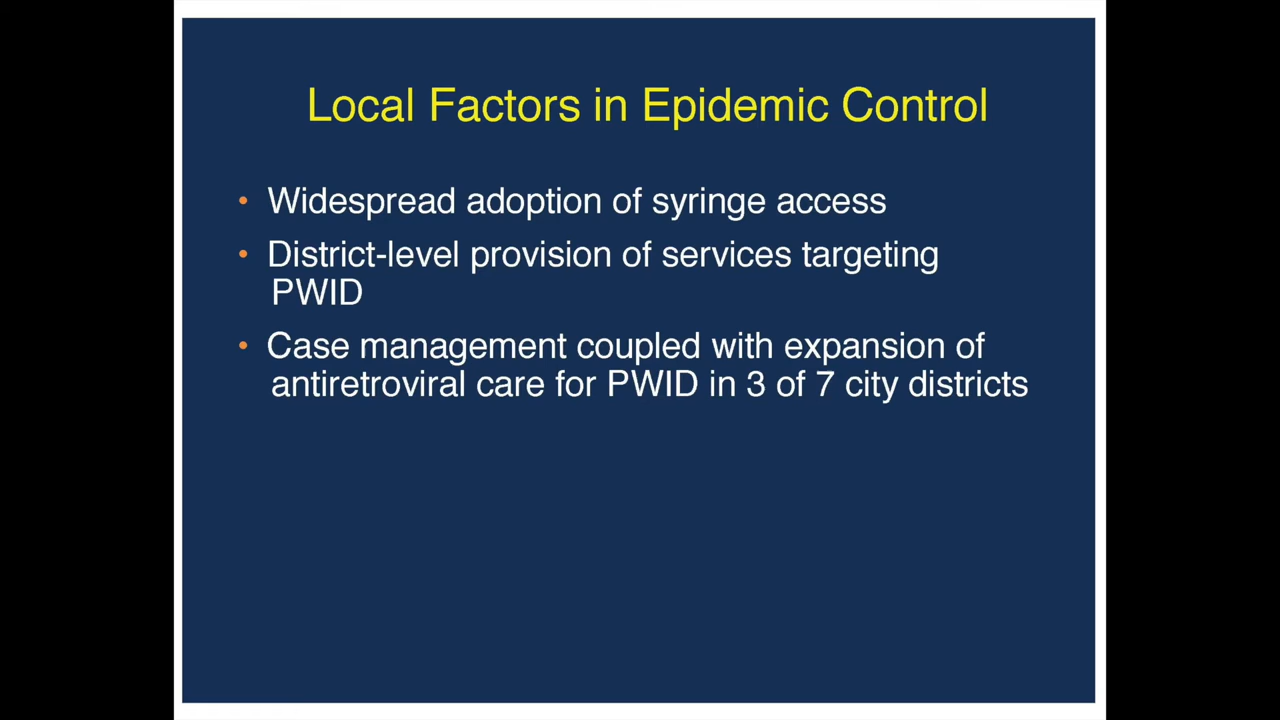 Local Factors in Epidemic Control
• Widespread adoption of syringe access
• District-level provision of services targeting
PWID
• Case management coupled with expansion of
antiretroviral care for PWID in 3 of 7 city districts